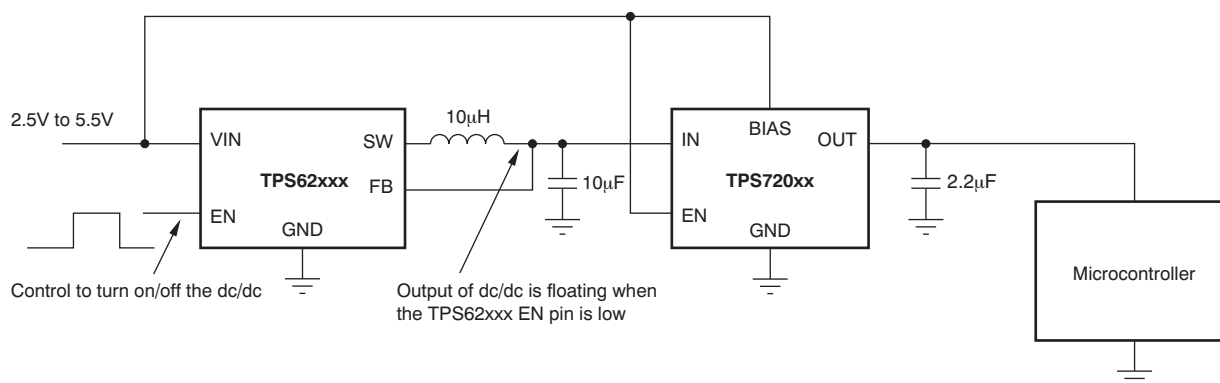 2.5V to 5.5V
VIN
SW
TPS62xxx
FB
EN
GND
10µH
10µF
IN
BIAS
OUT
TPS720xx
EN
GND
2.2µF
Microcontroller
Control to turn on/off the dc/dc
Output of dc/dc is floating when
the TPS62xxx EN pin is low